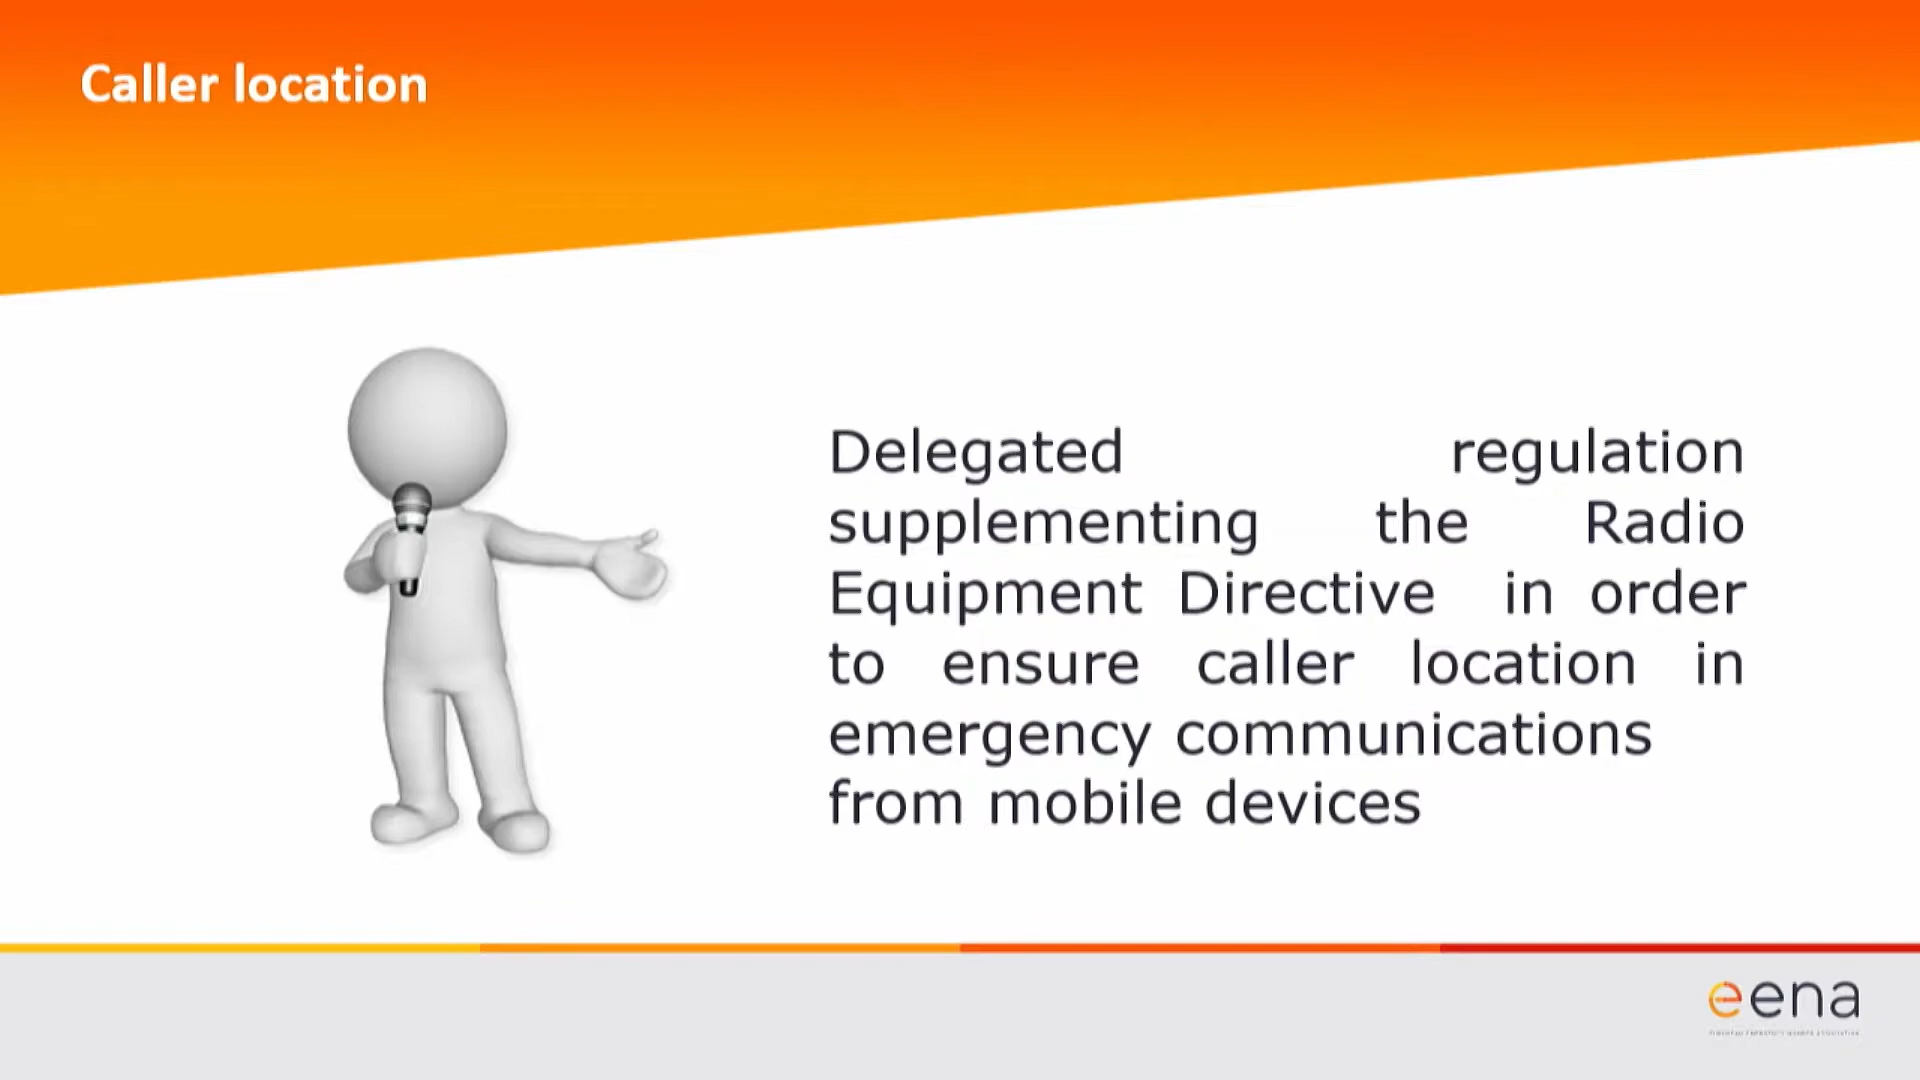 Caller location
Delegated regulation
supplementing the Radio
Equipment Directive in order
to ensure caller location in
emergency communications
from mobile devices
eena